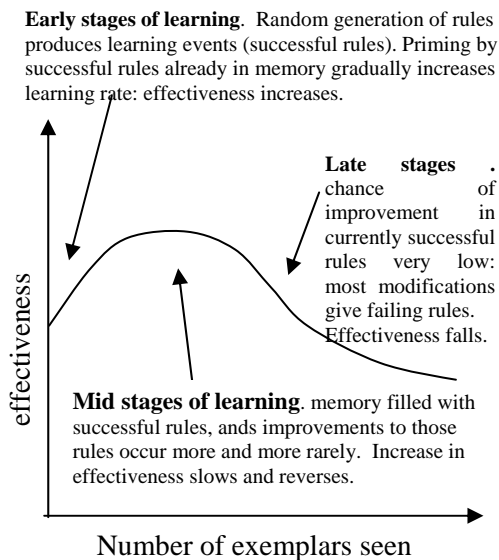 Early stages of learning. Random generation of rules
produces learning events (successful rules). Priming by
successful rules already in memory gradually increases
learning rate: effectiveness increases.
Late stages .
chance of
improvement in
currently successful
rules very low:
most modifications
give failing rules.
Effectiveness falls.
effectiveness
Mid stages of learning. memory filled with
successful rules, ands improvements to those
rules occur more and more rarely. Increase in
effectiveness slows and reverses.
Number of exemplars seen